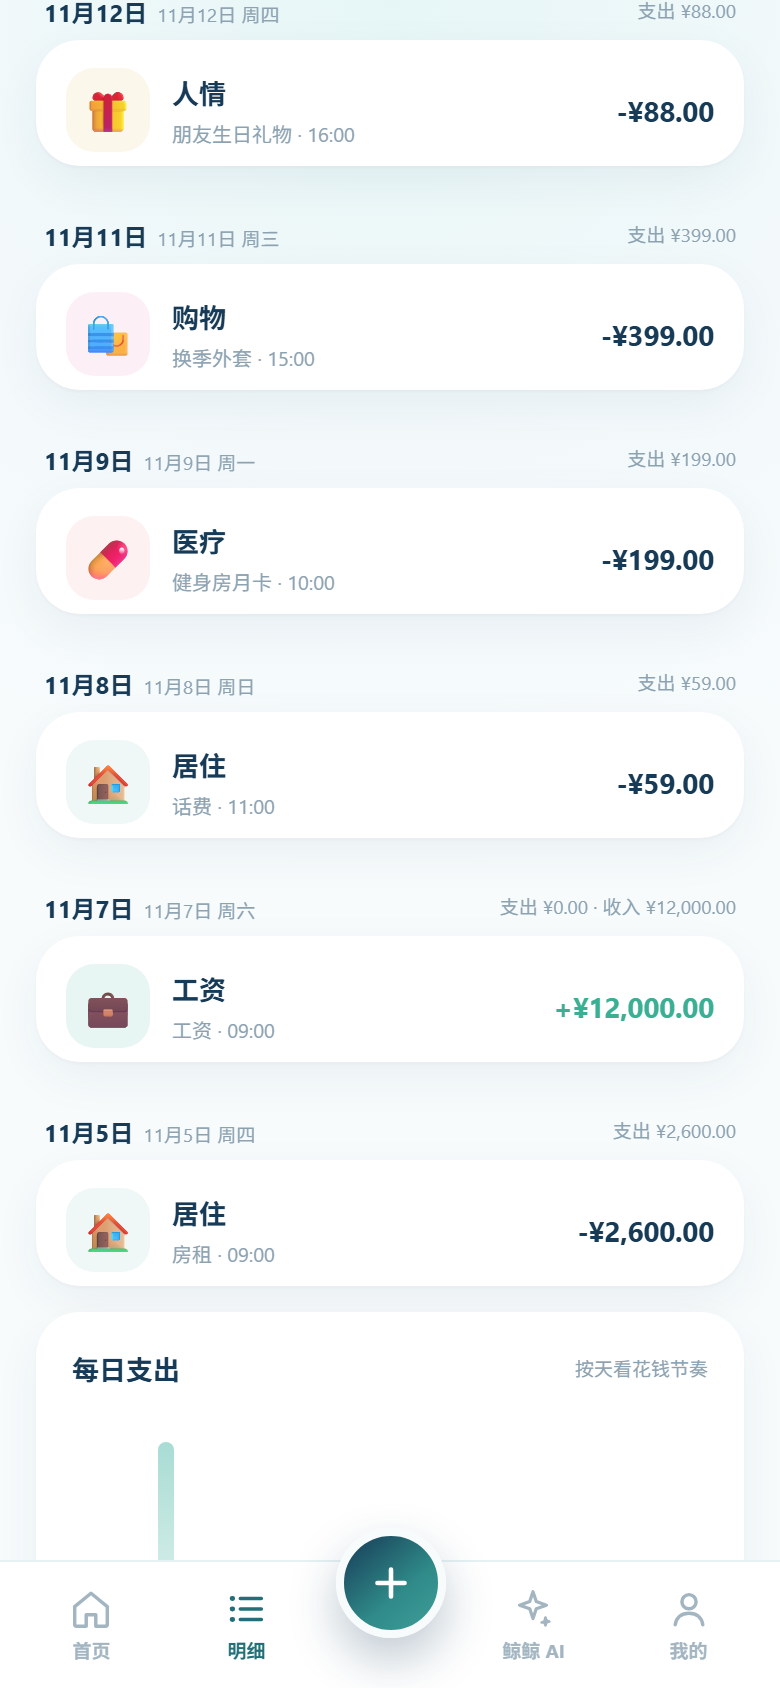 11月12日 11月12日 周四 支出 ¥88.00
人情
朋友生日礼物 · 16:00
-¥88.00
11月11日 11月11日 周三 支出 ¥399.00
购物
换季外套 · 15:00
-¥399.00
11月9日 11月9日 周一 支出 ¥199.00
医疗
健身房月卡 · 10:00
-¥199.00
11月8日 11月8日 周日 支出 ¥59.00
居住
话费 · 11:00
-¥59.00
11月7日 11月7日 周六 支出 ¥0.00 · 收入 ¥12,000.00
工资
工资 · 09:00
+¥12,000.00
11月5日 11月5日 周四 支出 ¥2,600.00
居住
房租 · 09:00
-¥2,600.00
每日支出 按天看花钱节奏
首页 明细 鲸鲸 AI 我的